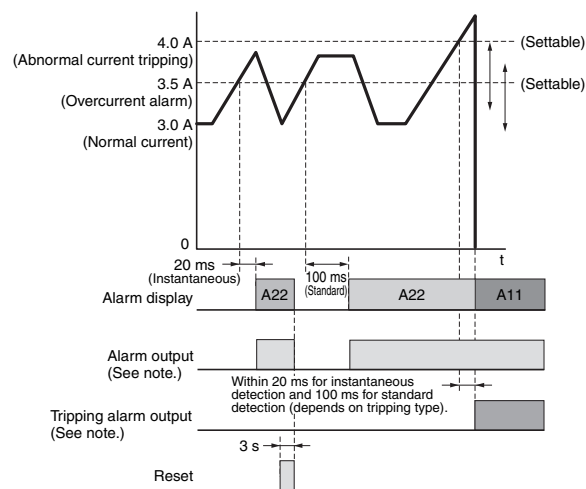 4.0 A
(Abnormal current tripping)
(Settable)
3.5 A
(Overcurrent alarm)
(Settable)
3.0 A
(Normal current)
0
t
20 ms
(Instantaneous)
100 ms
(Standard)
Alarm display
A22
A22
A11
Alarm output
(See note.)
Within 20 ms for instantaneous
detection and 100 ms for standard
detection (depends on tripping type).
Tripping alarm output
(See note.)
3 s
Reset